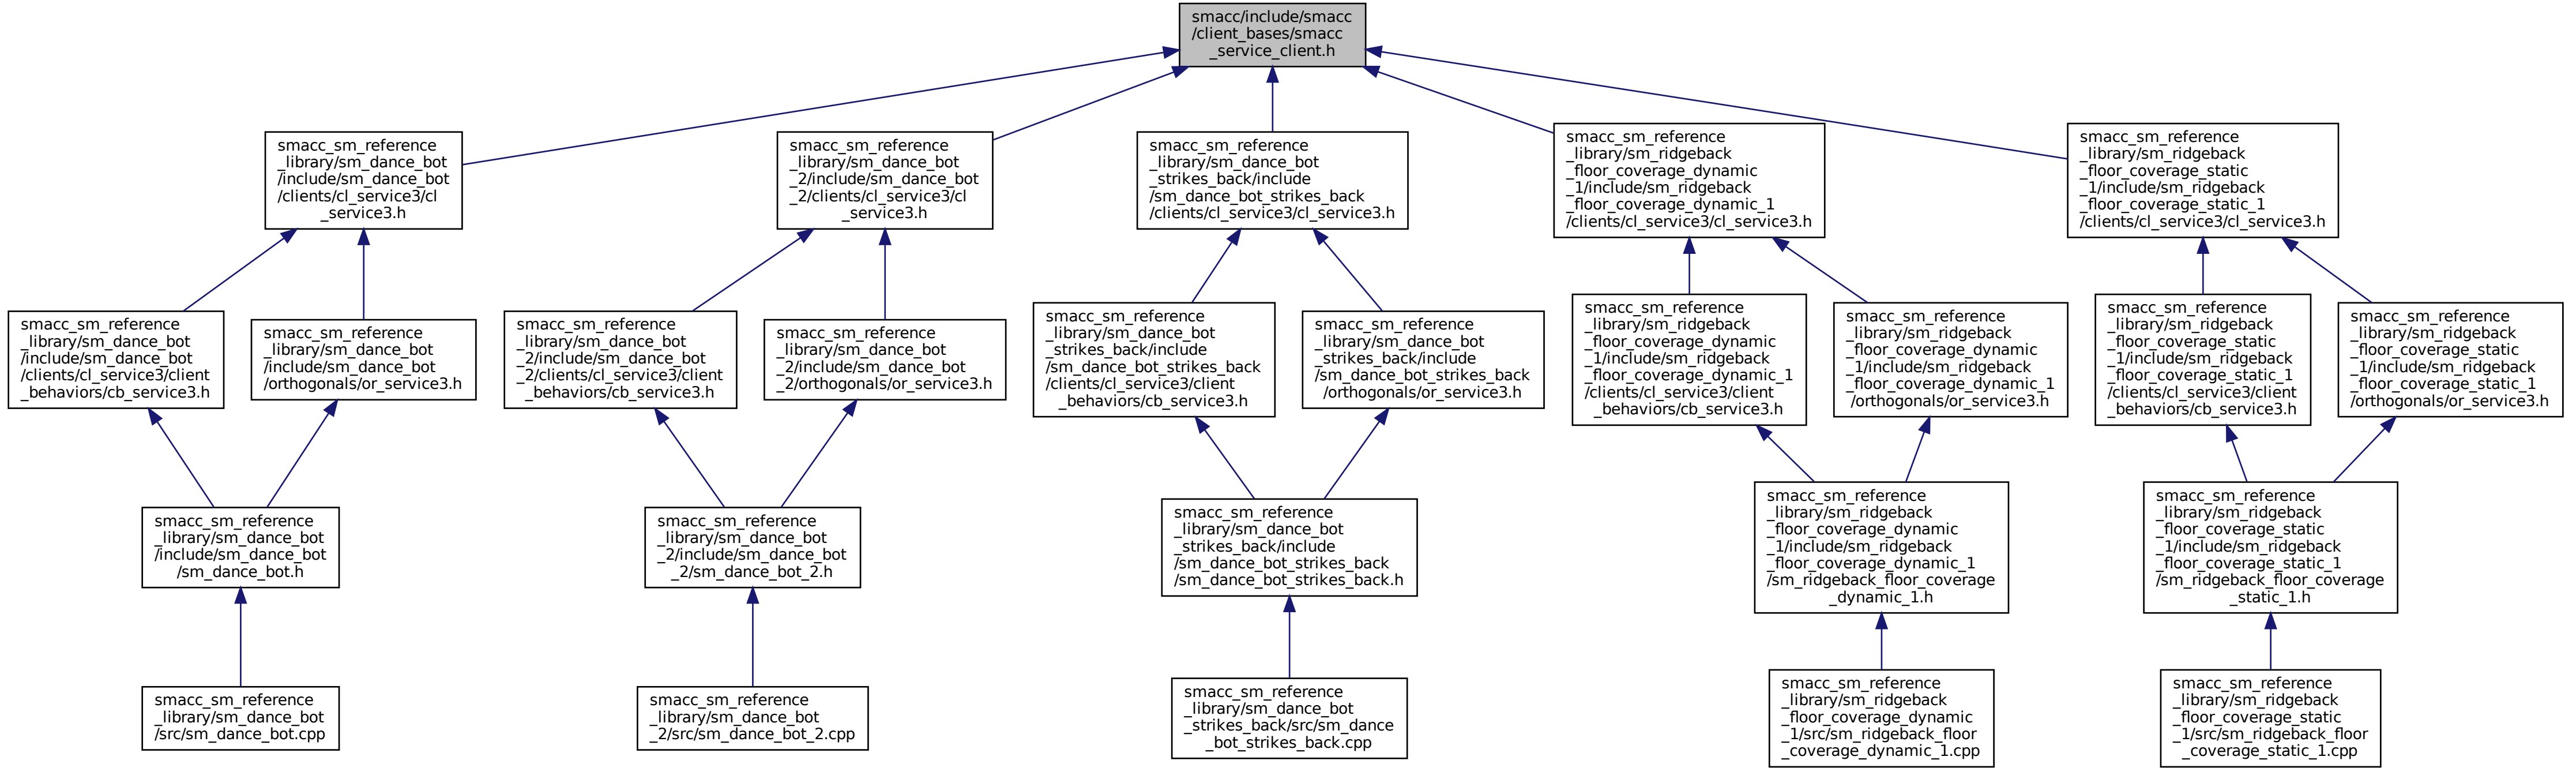 smacc/include/smacc
/client_bases/smacc
_service_client.h
smacc_sm_reference
_library/sm_dance_bot
/include/sm_dance_bot
/clients/cl_service3/cl
_service3.h
smacc_sm_reference
_library/sm_dance_bot
_2/include/sm_dance_bot
_2/clients/cl_service3/cl
_service3.h
smacc_sm_reference
_library/sm_dance_bot
_strikes_back/include
/sm_dance_bot_strikes_back
/clients/cl_service3/cl_service3.h
smacc_sm_reference
_library/sm_ridgeback
_floor_coverage_dynamic
_1/include/sm_ridgeback
_floor_coverage_dynamic_1
/clients/cl_service3/cl_service3.h
smacc_sm_reference
_library/sm_ridgeback
_floor_coverage_static
_1/include/sm_ridgeback
_floor_coverage_static_1
/clients/cl_service3/cl_service3.h
smacc_sm_reference
_library/sm_dance_bot
/include/sm_dance_bot
/clients/cl_service3/client
_behaviors/cb_service3.h
smacc_sm_reference
_library/sm_dance_bot
/include/sm_dance_bot
/orthogonals/or_service3.h
smacc_sm_reference
_library/sm_dance_bot
_2/include/sm_dance_bot
_2/clients/cl_service3/client
_behaviors/cb_service3.h
smacc_sm_reference
_library/sm_dance_bot
_2/include/sm_dance_bot
_2/orthogonals/or_service3.h
smacc_sm_reference
_library/sm_dance_bot
_strikes_back/include
/sm_dance_bot_strikes_back
/clients/cl_service3/client
_behaviors/cb_service3.h
smacc_sm_reference
_library/sm_dance_bot
_strikes_back/include
/sm_dance_bot_strikes_back
/orthogonals/or_service3.h
smacc_sm_reference
_library/sm_ridgeback
_floor_coverage_dynamic
_1/include/sm_ridgeback
_floor_coverage_dynamic_1
/clients/cl_service3/client
_behaviors/cb_service3.h
smacc_sm_reference
_library/sm_ridgeback
_floor_coverage_dynamic
_1/include/sm_ridgeback
_floor_coverage_dynamic_1
/orthogonals/or_service3.h
smacc_sm_reference
_library/sm_ridgeback
_floor_coverage_static
_1/include/sm_ridgeback
_floor_coverage_static_1
/clients/cl_service3/client
_behaviors/cb_service3.h
smacc_sm_reference
_library/sm_ridgeback
_floor_coverage_static
_1/include/sm_ridgeback
_floor_coverage_static_1
/orthogonals/or_service3.h
smacc_sm_reference
_library/sm_dance_bot
/include/sm_dance_bot
/sm_dance_bot.h
smacc_sm_reference
_library/sm_dance_bot
_2/include/sm_dance_bot
_2/sm_dance_bot_2.h
smacc_sm_reference
_library/sm_dance_bot
_strikes_back/include
/sm_dance_bot_strikes_back
/sm_dance_bot_strikes_back.h
smacc_sm_reference
_library/sm_ridgeback
_floor_coverage_dynamic
_1/include/sm_ridgeback
_floor_coverage_dynamic_1
/sm_ridgeback_floor_coverage
_dynamic_1.h
smacc_sm_reference
_library/sm_ridgeback
_floor_coverage_static
_1/include/sm_ridgeback
_floor_coverage_static_1
/sm_ridgeback_floor_coverage
_static_1.h
smacc_sm_reference
_library/sm_dance_bot
/src/sm_dance_bot.cpp
smacc_sm_reference
_library/sm_dance_bot
_2/src/sm_dance_bot_2.cpp
smacc_sm_reference
_library/sm_dance_bot
_strikes_back/src/sm_dance
_bot_strikes_back.cpp
smacc_sm_reference
_library/sm_ridgeback
_floor_coverage_dynamic
_1/src/sm_ridgeback_floor
_coverage_dynamic_1.cpp
smacc_sm_reference
_library/sm_ridgeback
_floor_coverage_static
_1/src/sm_ridgeback_floor
_coverage_static_1.cpp